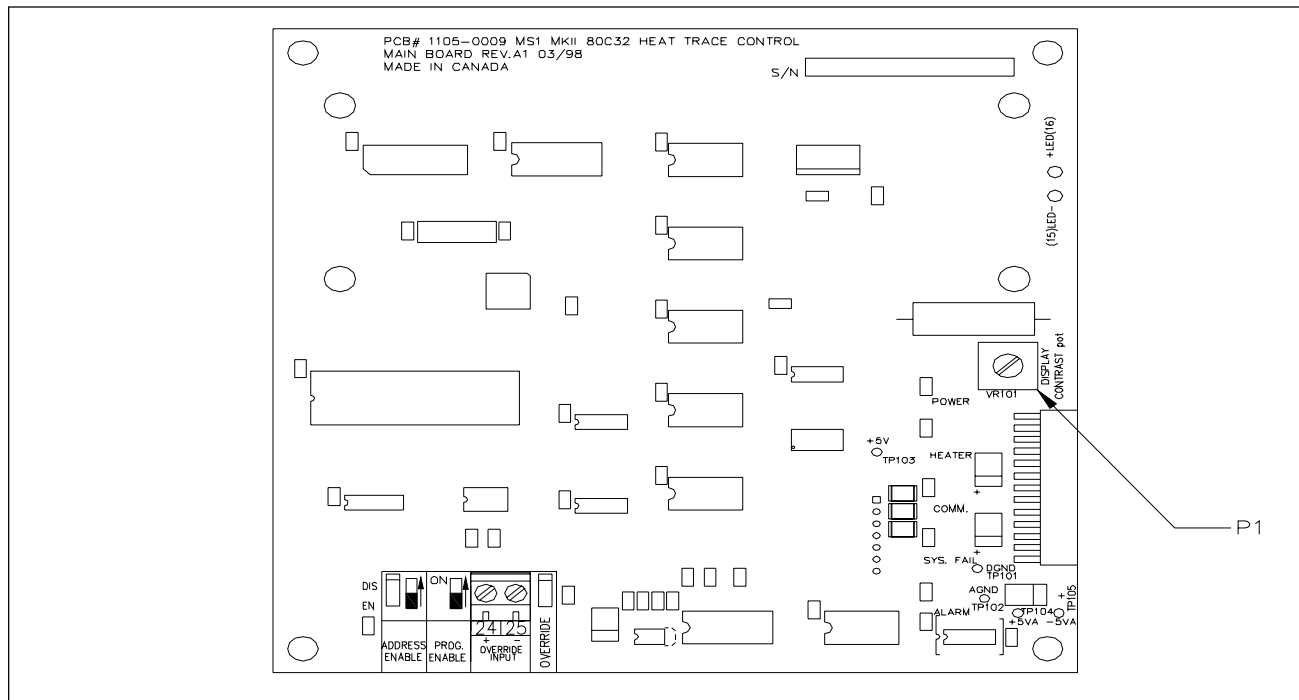 PCB# 1105-0009 MS1 MKII 80C32 HEAT TRACE CONTROL
MAIN BOARD REV.A1 03/98
MADE IN CANADA
S/N
+LED(16)
(15)LED-
DISPLAY
CONTRAST pot
VR101
POWER
+5V
TP103
HEATER
+
COMM.
P1
+
SYS. FAIL
DGND
TP101
AGND
TP102
+
TP105
TP104
+5VA -5VA
ALARM
DIS
EN
ON
24 25
+ -
ADDRESS
ENABLE
PROG.
ENABLE
OVERRIDE
INPUT
OVERRIDE